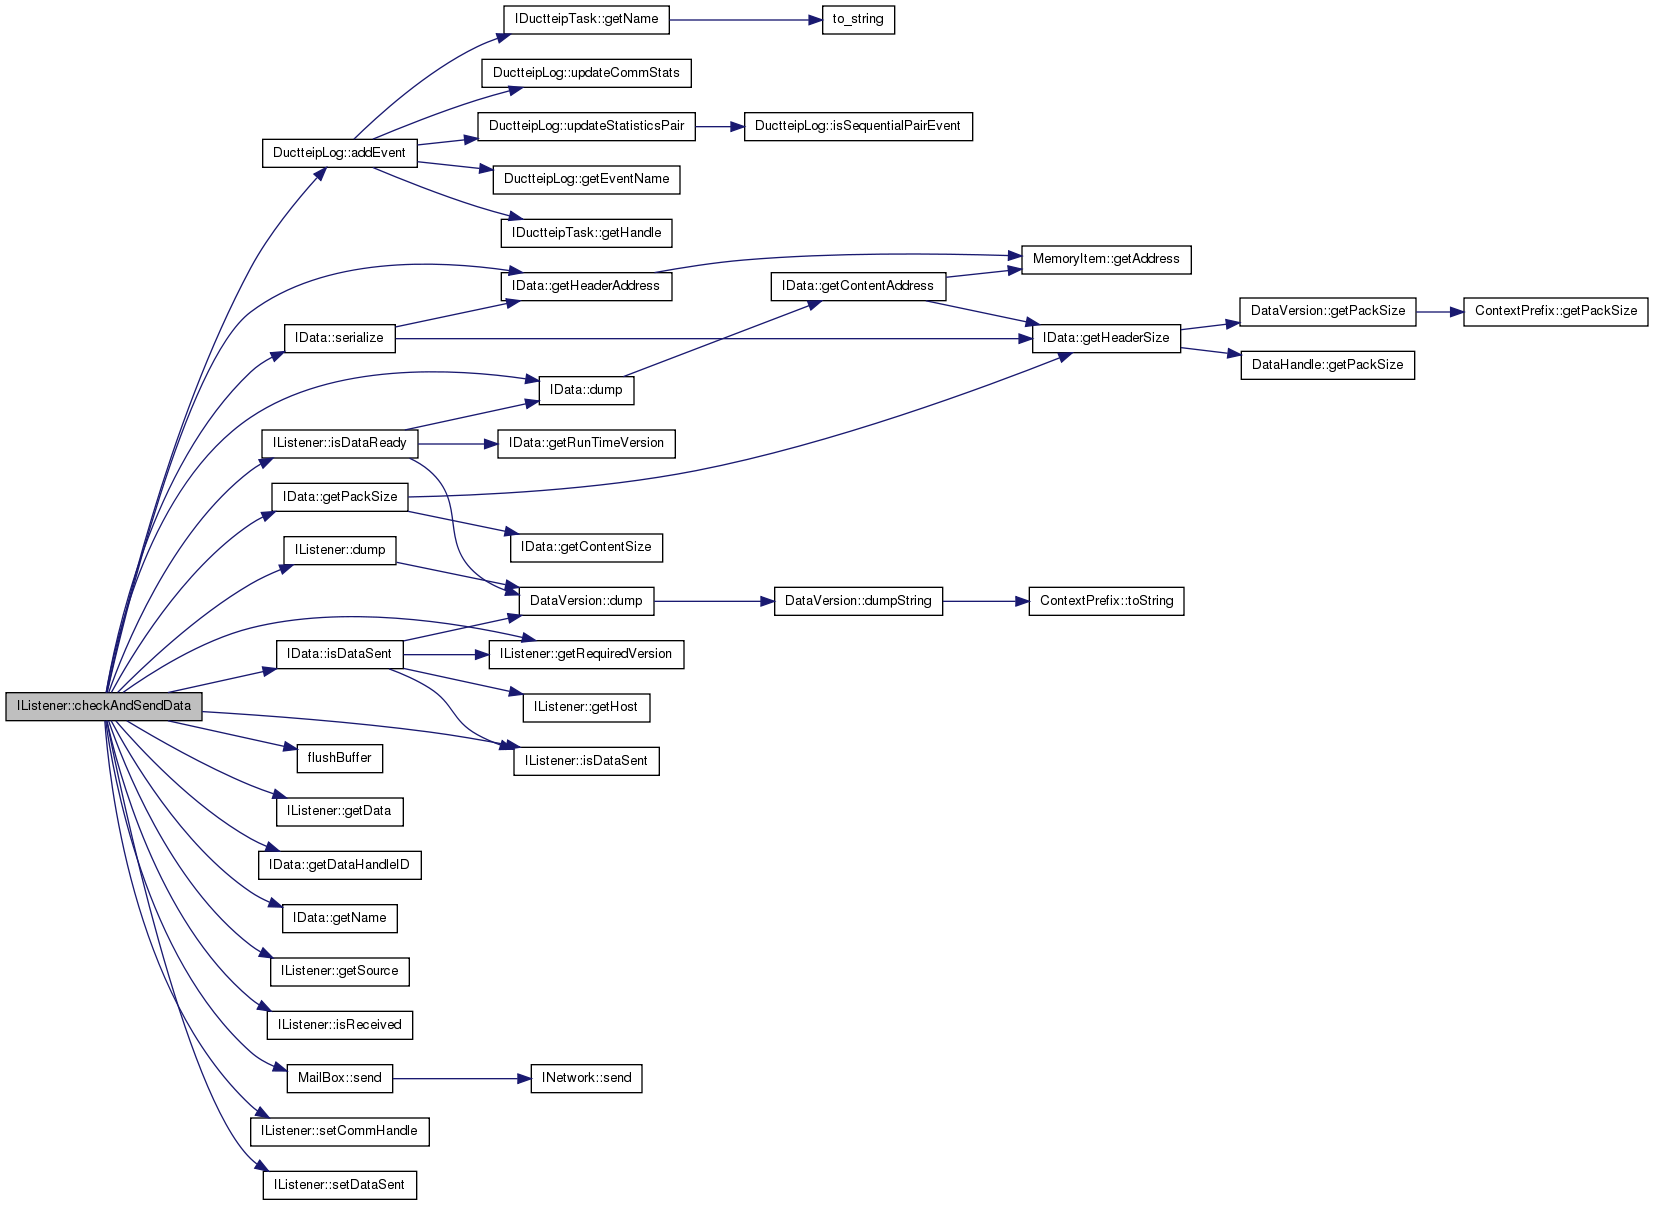 IDuctteipTask::getName
to_string
DuctteipLog::updateCommStats
DuctteipLog::updateStatisticsPair
DuctteipLog::isSequentialPairEvent
DuctteipLog::addEvent
DuctteipLog::getEventName
IDuctteipTask::getHandle
MemoryItem::getAddress
IData::getHeaderAddress
IData::getContentAddress
DataVersion::getPackSize
ContextPrefix::getPackSize
IData::serialize
IData::getHeaderSize
DataHandle::getPackSize
IData::dump
IListener::isDataReady
IData::getRunTimeVersion
IData::getPackSize
IData::getContentSize
IListener::dump
DataVersion::dump
DataVersion::dumpString
ContextPrefix::toString
IData::isDataSent
IListener::getRequiredVersion
IListener::checkAndSendData
IListener::getHost
flushBuffer
IListener::isDataSent
IListener::getData
IData::getDataHandleID
IData::getName
IListener::getSource
IListener::isReceived
MailBox::send
INetwork::send
IListener::setCommHandle
IListener::setDataSent